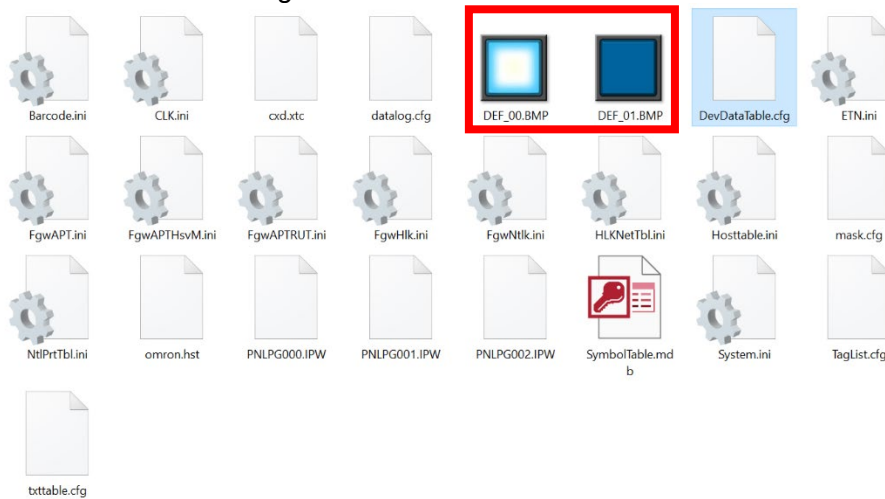 Barcode.ini
CLK.ini
cxd.xtc
datalog.cfg
DEF_00.BMP
DEF_01.BMP
DevDataTable.cfg
ETN.ini
FgwAPT.ini
FgwAPTHsvM.ini
FgwAPTRUT.ini
FgwHlk.ini
FgwNtlk.ini
HLKNetTbl.ini
Hosttable.ini
mask.cfg
NtlPrtTbl.ini
omron.hst
PNLPG000.IPW
PNLPG001.IPW
PNLPG002.IPW
SymbolTable.md
b
System.ini
TagList.cfg
txttable.cfg